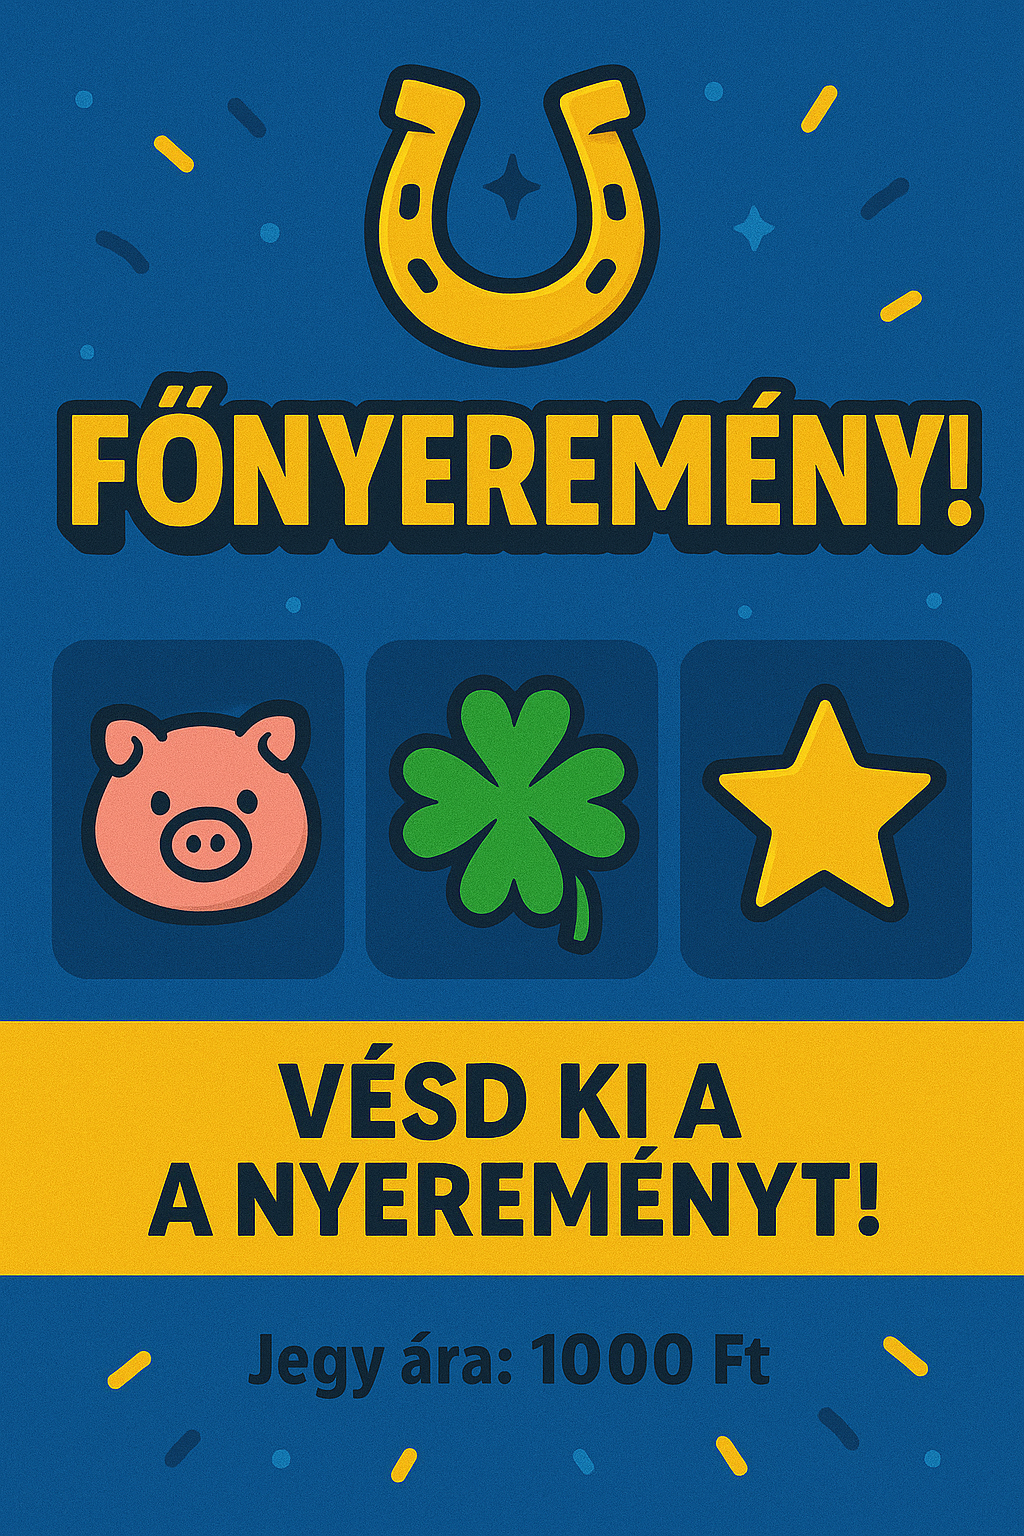 FŐNYEREMÉNY!
VÉSD KI A
A NYEREMÉNYT!
Jegy ára: 1000 Ft